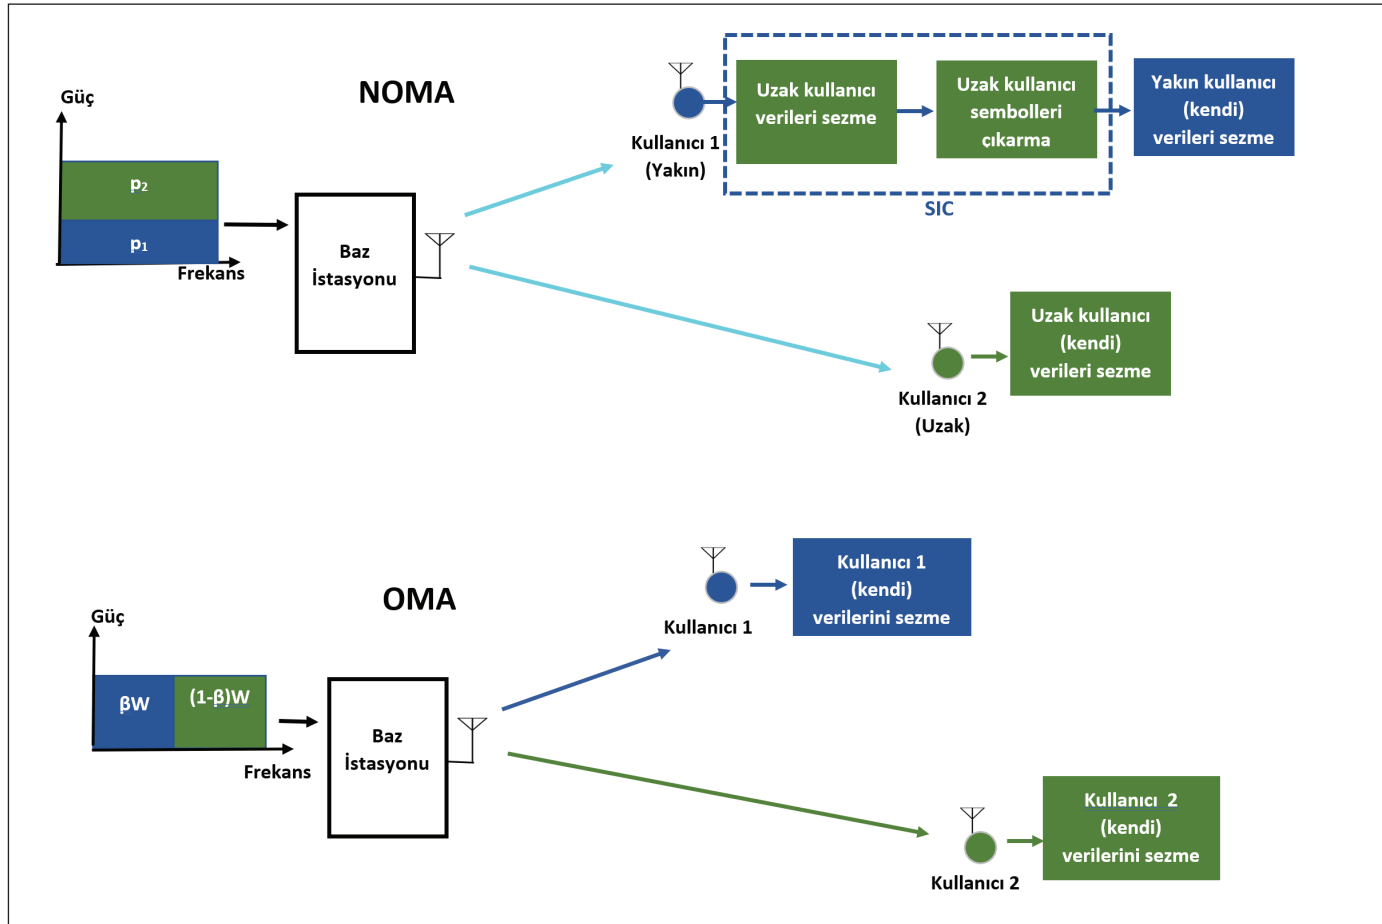 NOMA
Güç
p₂
p₁
Frekans
Baz
İstasyonu
Kullanıcı 1
(Yakın)
Uzak kullanıcı
verileri sezme
Uzak kullanıcı
sembolleri
çıkarma
SIC
Yakın kullanıcı
(kendi)
verileri sezme
Kullanıcı 2
(Uzak)
Uzak kullanıcı
(kendi)
verileri sezme
OMA
Güç
βW
(1-β)W
Frekans
Baz
İstasyonu
Kullanıcı 1
Kullanıcı 1
(kendi)
verilerini sezme
Kullanıcı 2
Kullanıcı 2
(kendi)
verilerini sezme